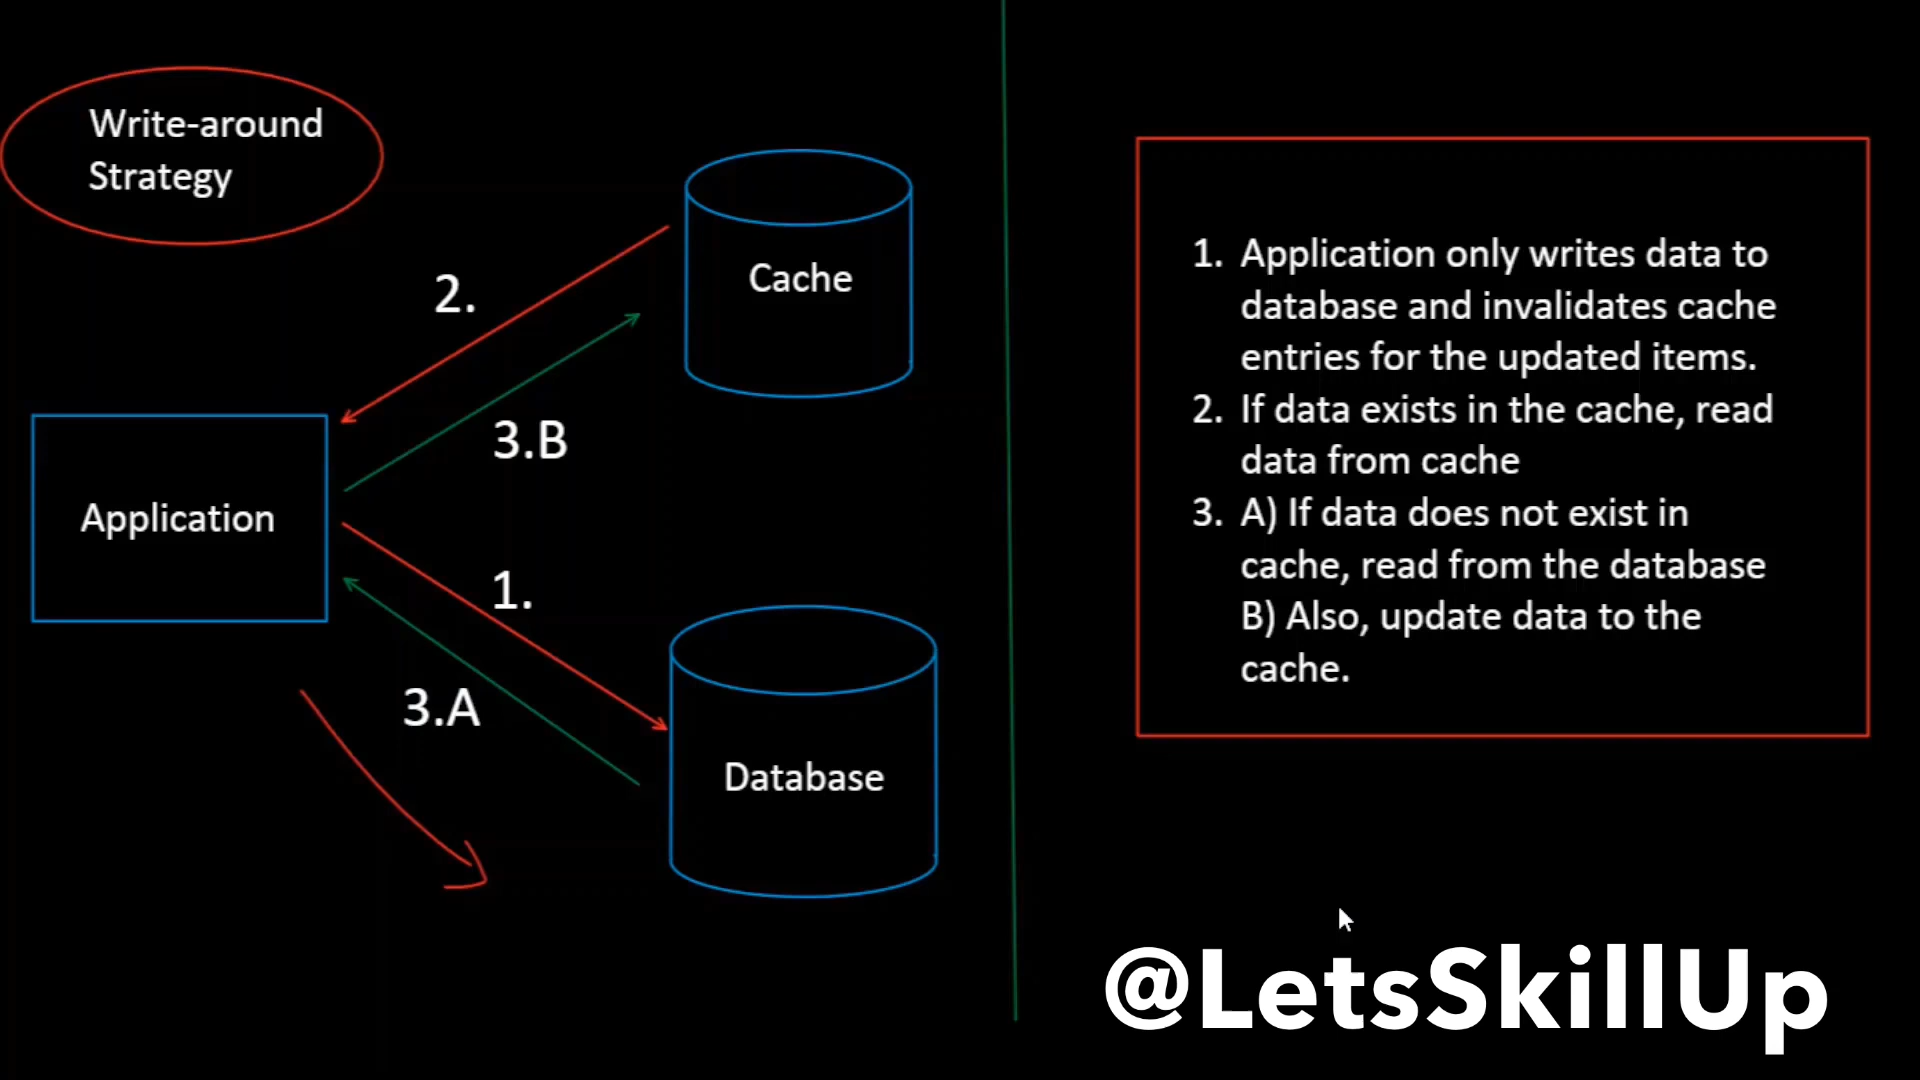 Write-around
Strategy
Cache
2.
3.B
Application
1.
3.A
Database
1. Application only writes data to
database and invalidates cache
entries for the updated items.
2. If data exists in the cache, read
data from cache
3. A) If data does not exist in
cache, read from the database
B) Also, update data to the
cache.
@LetsSkillUp